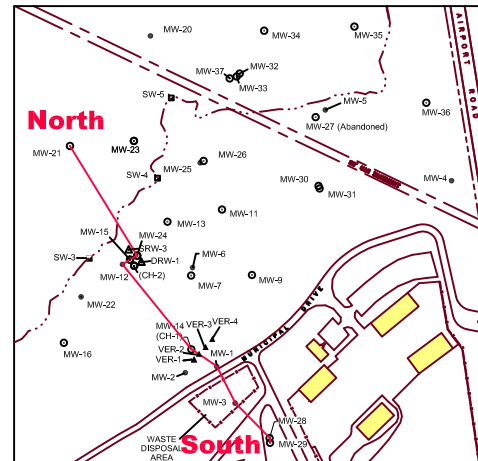 MW-20
MW-34
MW-35
AIRPORT ROAD
MW-37
MW-32
MW-33
SW-5
MW-5
MW-36
North
MW-27 (Abandoned)
MW-21
MW-23
MW-25
MW-26
SW-4
MW-30
MW-31
MW-4
MW-11
MW-13
MW-15
MW-24
SRW-3
SW-3
DRW-1
MW-12
(CH-2)
MW-6
MW-7
MW-9
MW-22
MUNICIPAL DRIVE
MW-14
(CH-1)
VER-3
VER-4
MW-16
VER-2
VER-1
MW-1
MW-2
MW-3
MW-28
WASTE
DISPOSAL
AREA
South
MW-29